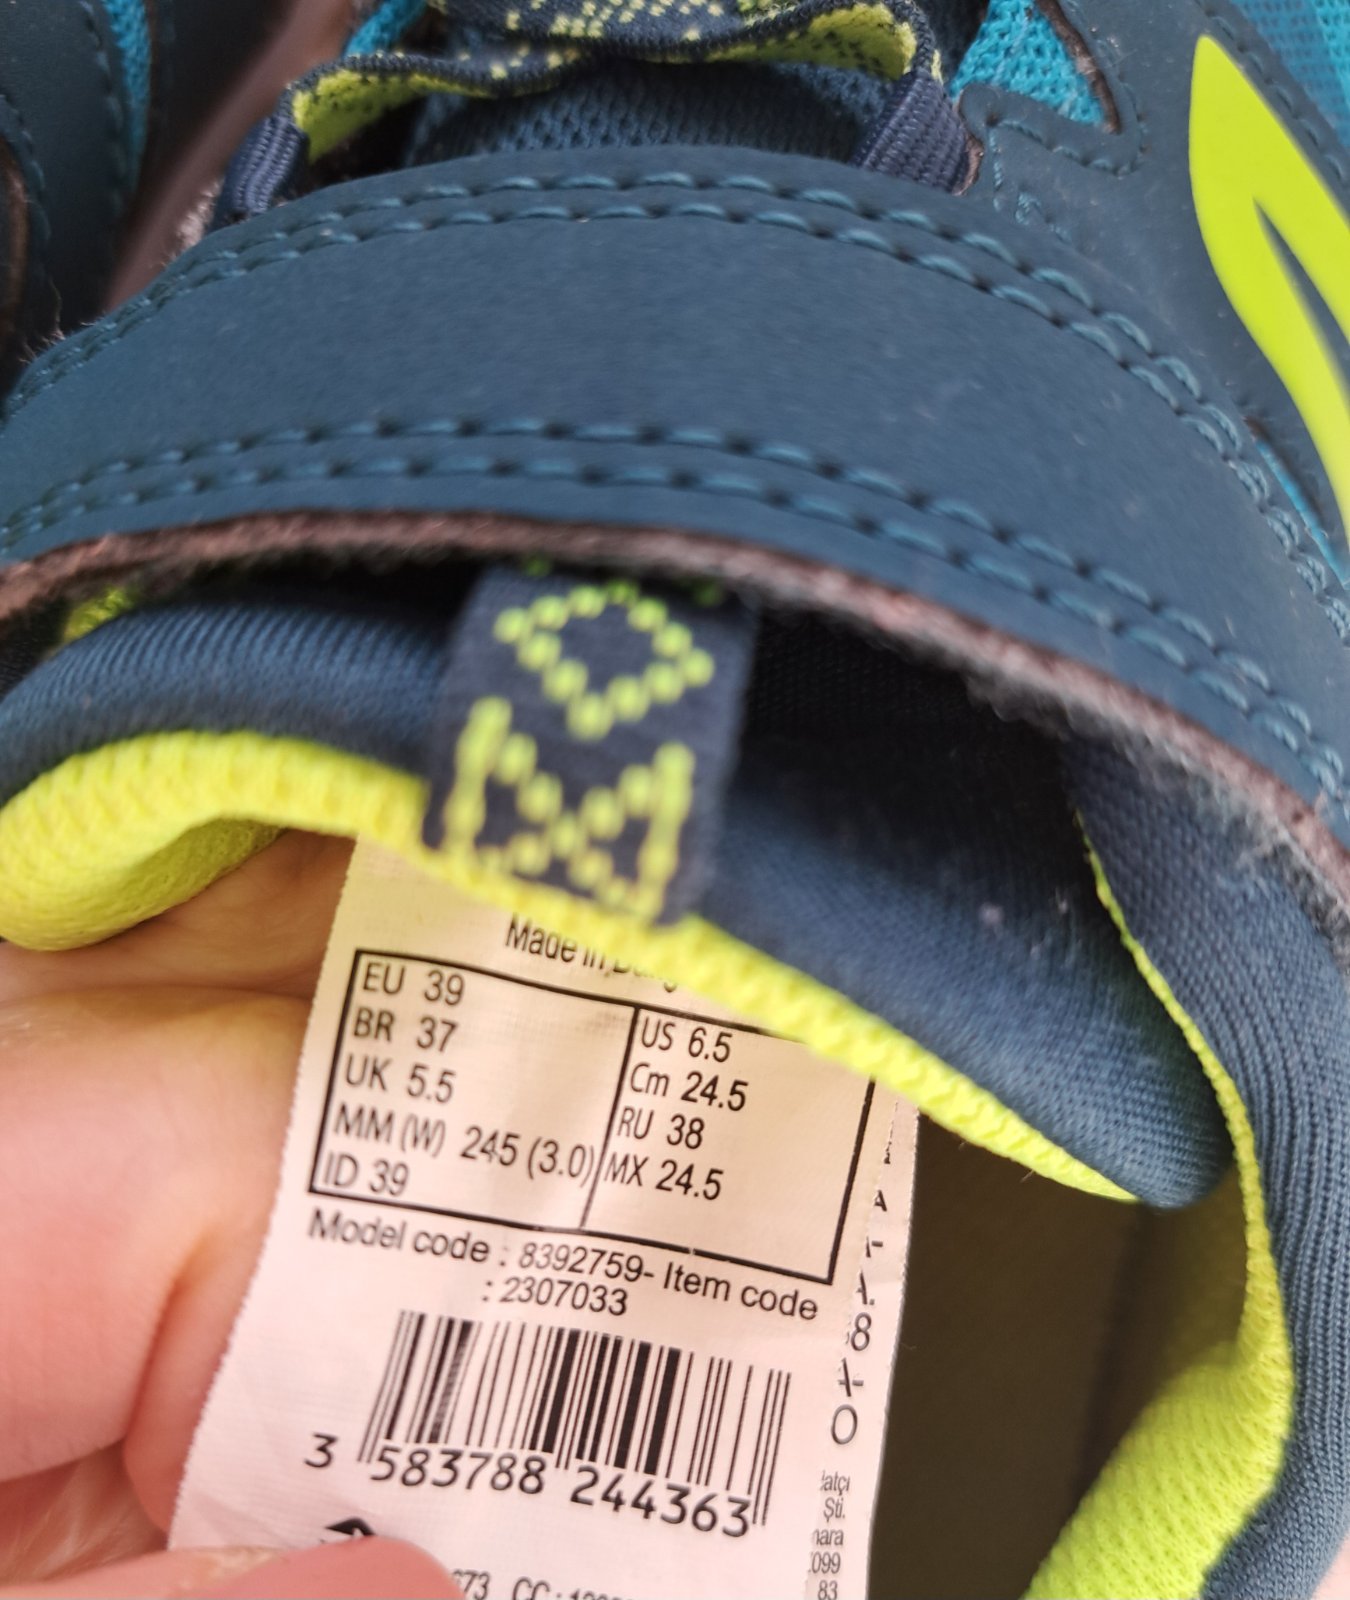 Made in
EU 39
BR 37
UK 5.5
MM (W) 245 (3.0)
ID 39
US 6.5
Cm 24.5
RU 38
MX 24.5
Model code : 8392759- Item code
: 2307033
3 583788 244363
CC :